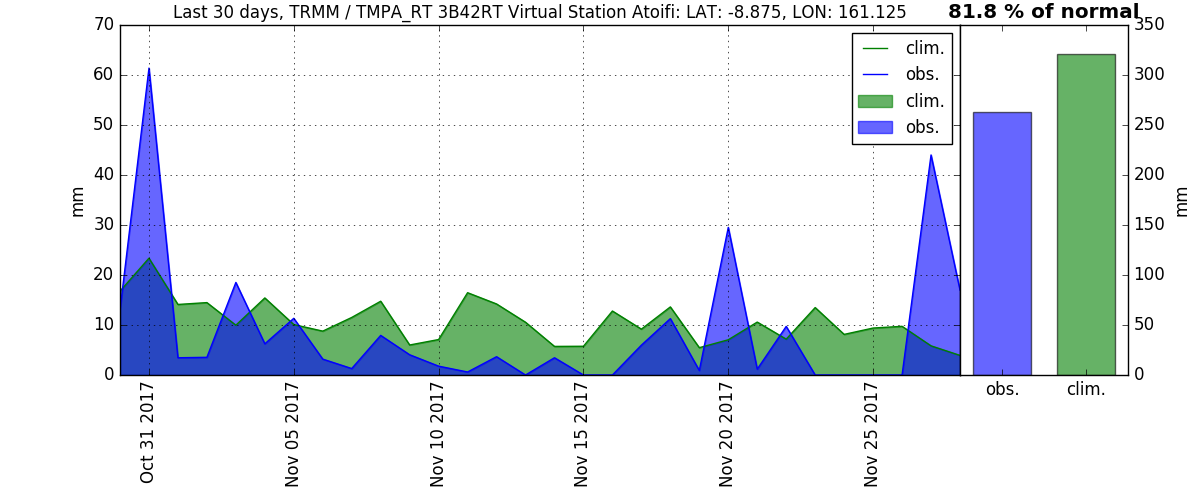 Last 30 days, TRMM / TMPA_RT 3B42RT Virtual Station Atoifi: LAT: -8.875, LON: 161.125
81.8 % of normal
70
60
50
40
30
20
10
0
mm
clim.
obs.
clim.
obs.
Oct 31 2017
Nov 05 2017
Nov 10 2017
Nov 15 2017
Nov 20 2017
Nov 25 2017
350
300
250
200
150
100
50
0
mm
obs.
clim.